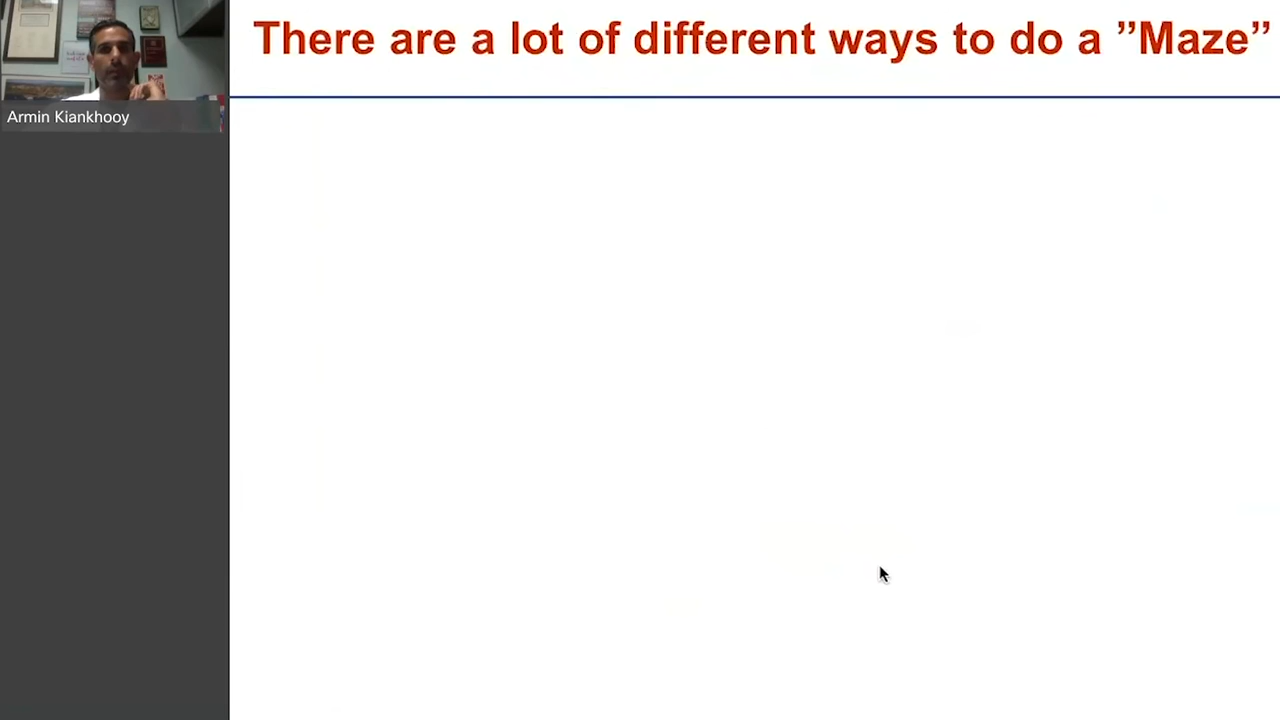 There are a lot of different ways to do a ”Maze”
Armin Kiankhooy